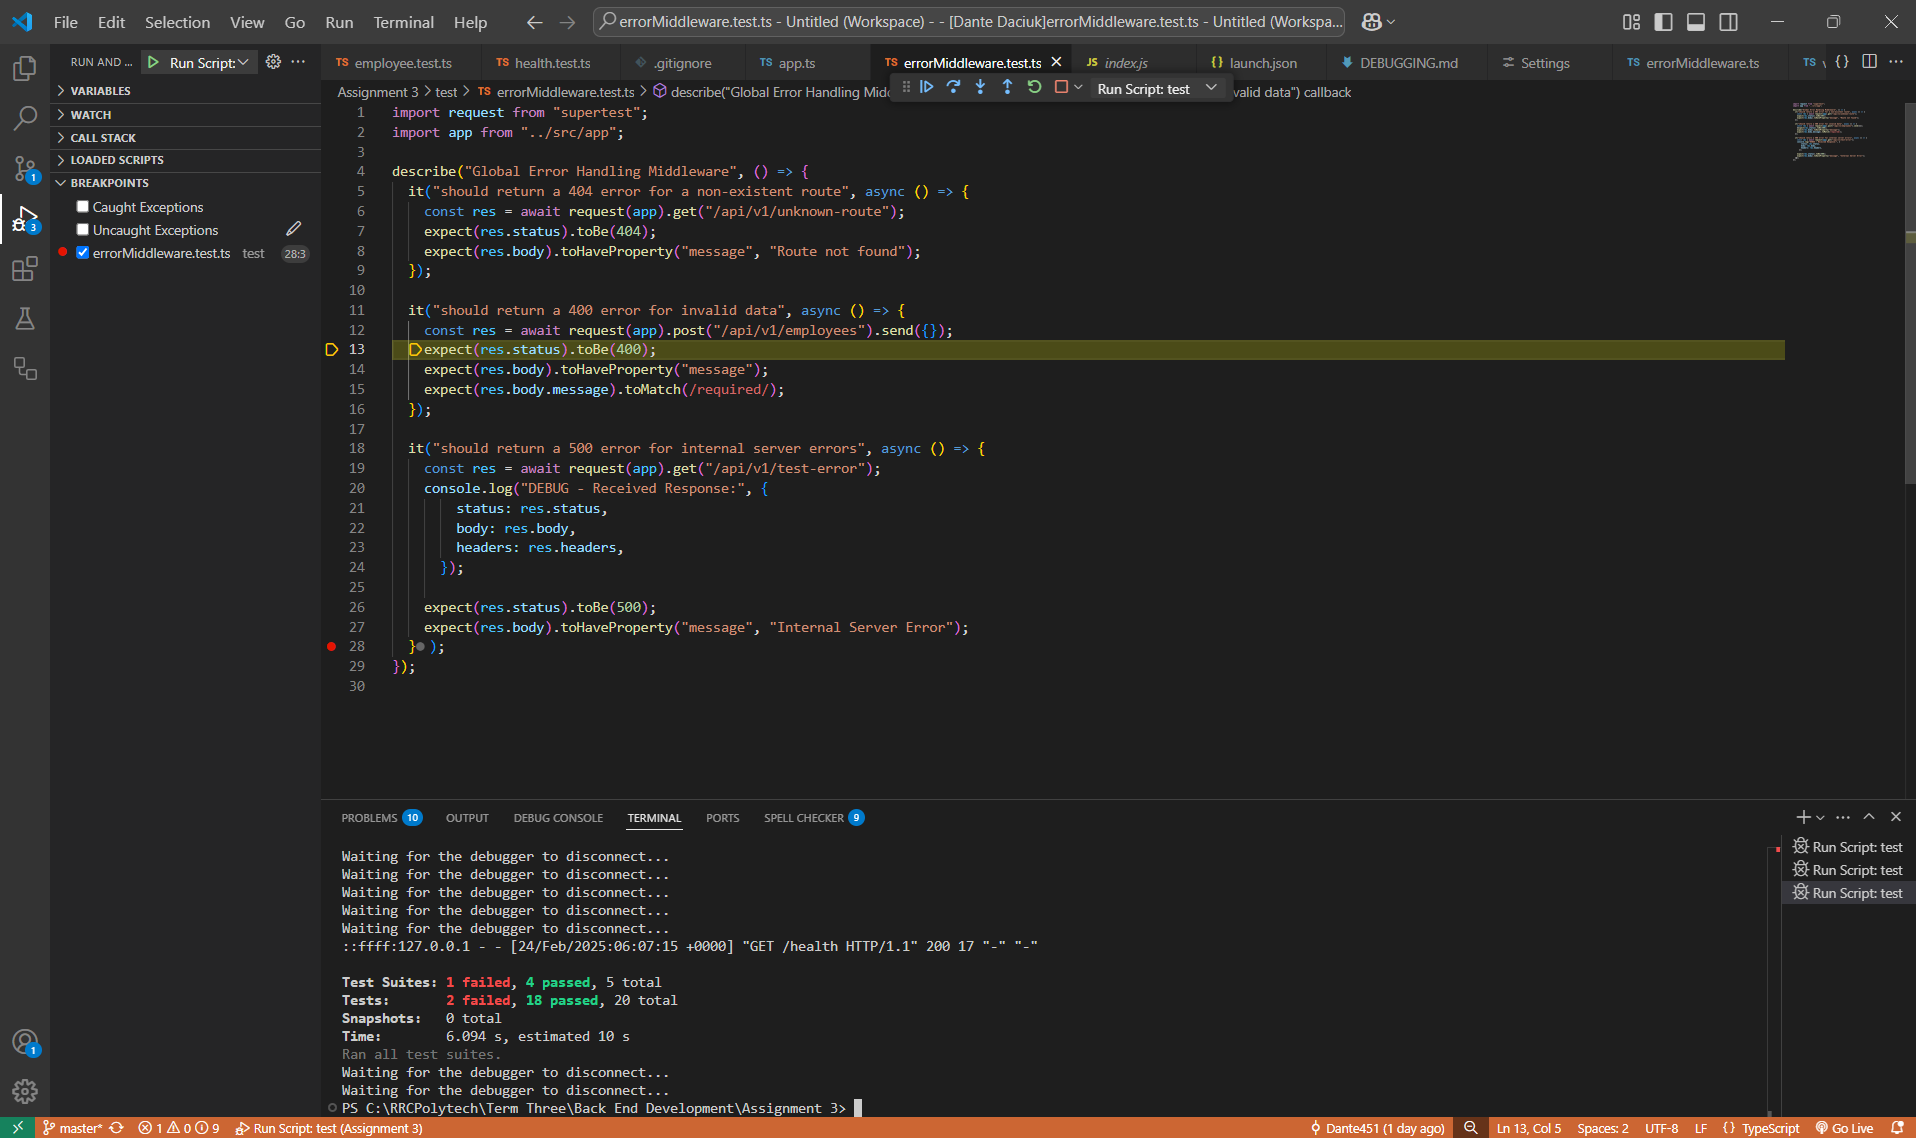 File Edit Selection View Go Run Terminal Help
errorMiddleware.test.ts - Untitled (Workspace) - - [Dante Daciuk]errorMiddleware.test.ts - Untitled (Workspa...
RUN AND ... Run Script:
employee.test.ts health.test.ts .gitignore app.ts errorMiddleware.test.ts index.js launch.json DEBUGGING.md Settings errorMiddleware.ts
Assignment 3 > test > TS errorMiddleware.test.ts > describe("Global Error Handling Midd
valid data") callback
Run Script: test
VARIABLES
WATCH
CALL STACK
LOADED SCRIPTS
BREAKPOINTS
Caught Exceptions
Uncaught Exceptions
errorMiddleware.test.ts test 28:3
1 import request from "supertest";
2 import app from "../src/app";
3
4 describe("Global Error Handling Middleware", () => {
5 it("should return a 404 error for a non-existent route", async () => {
6 const res = await request(app).get("/api/v1/unknown-route");
7 expect(res.status).toBe(404);
8 expect(res.body).toHaveProperty("message", "Route not found");
9 });
10
11 it("should return a 400 error for invalid data", async () => {
12 const res = await request(app).post("/api/v1/employees").send({});
13 expect(res.status).toBe(400);
14 expect(res.body).toHaveProperty("message");
15 expect(res.body.message).toMatch(/required/);
16 });
17
18 it("should return a 500 error for internal server errors", async () => {
19 const res = await request(app).get("/api/v1/test-error");
20 console.log("DEBUG - Received Response:", {
21 status: res.status,
22 body: res.body,
23 headers: res.headers,
24 });
25
26 expect(res.status).toBe(500);
27 expect(res.body).toHaveProperty("message", "Internal Server Error");
28 } );
29 });
30
PROBLEMS 10 OUTPUT DEBUG CONSOLE TERMINAL PORTS SPELL CHECKER 9
Waiting for the debugger to disconnect...
Waiting for the debugger to disconnect...
Waiting for the debugger to disconnect...
Waiting for the debugger to disconnect...
Waiting for the debugger to disconnect...
::ffff:127.0.0.1 - - [24/Feb/2025:06:07:15 +0000] "GET /health HTTP/1.1" 200 17 "-" "-"
Test Suites: 1 failed, 4 passed, 5 total
Tests: 2 failed, 18 passed, 20 total
Snapshots: 0 total
Time: 6.094 s, estimated 10 s
Ran all test suites.
Waiting for the debugger to disconnect...
Waiting for the debugger to disconnect...
PS C:\RRCPolytech\Term Three\Back End Development\Assignment 3>
Run Script: test
Run Script: test
Run Script: test
master* 1 0 9 Run Script: test (Assignment 3) Dante451 (1 day ago) Ln 13, Col 5 Spaces: 2 UTF-8 LF {} TypeScript Go Live